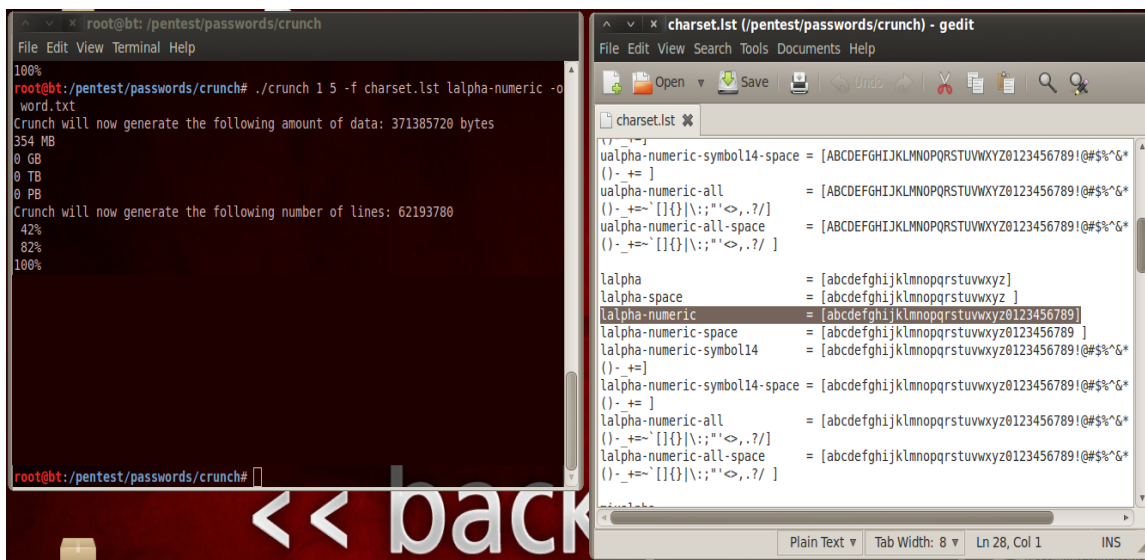 root@bt: /pentest/passwords/crunch
File Edit View Terminal Help
100%
root@bt:/pentest/passwords/crunch# ./crunch 1 5 -f charset.lst lalpha-numeric -o
word.txt
Crunch will now generate the following amount of data: 371385720 bytes
354 MB
0 GB
0 TB
0 PB
Crunch will now generate the following number of lines: 62193780
42%
82%
100%
root@bt:/pentest/passwords/crunch#
<< back
charset.lst (/pentest/passwords/crunch) - gedit
File Edit View Search Tools Documents Help
Open Save Undo
charset.lst
()-_+=]
ualpha-numeric-symbol14-space = [ABCDEFGHIJKLMNOPQRSTUVWXYZ0123456789!@#$%^&*
()-_+= ]
ualpha-numeric-all = [ABCDEFGHIJKLMNOPQRSTUVWXYZ0123456789!@#$%^&*
()-_+=~`[]{}|\:;"'<>,.?/]
ualpha-numeric-all-space = [ABCDEFGHIJKLMNOPQRSTUVWXYZ0123456789!@#$%^&*
()-_+=~`[]{}|\:;"'<>,.?/ ]
lalpha = [abcdefghijklmnopqrstuvwxyz]
lalpha-space = [abcdefghijklmnopqrstuvwxyz ]
lalpha-numeric = [abcdefghijklmnopqrstuvwxyz0123456789]
lalpha-numeric-space = [abcdefghijklmnopqrstuvwxyz0123456789 ]
lalpha-numeric-symbol14 = [abcdefghijklmnopqrstuvwxyz0123456789!@#$%^&*
()-_+=]
lalpha-numeric-symbol14-space = [abcdefghijklmnopqrstuvwxyz0123456789!@#$%^&*
()-_+= ]
lalpha-numeric-all = [abcdefghijklmnopqrstuvwxyz0123456789!@#$%^&*
()-_+=~`[]{}|\:;"'<>,.?/]
lalpha-numeric-all-space = [abcdefghijklmnopqrstuvwxyz0123456789!@#$%^&*
()-_+=~`[]{}|\:;"'<>,.?/ ]
Plain Text Tab Width: 8 Ln 28, Col 1 INS